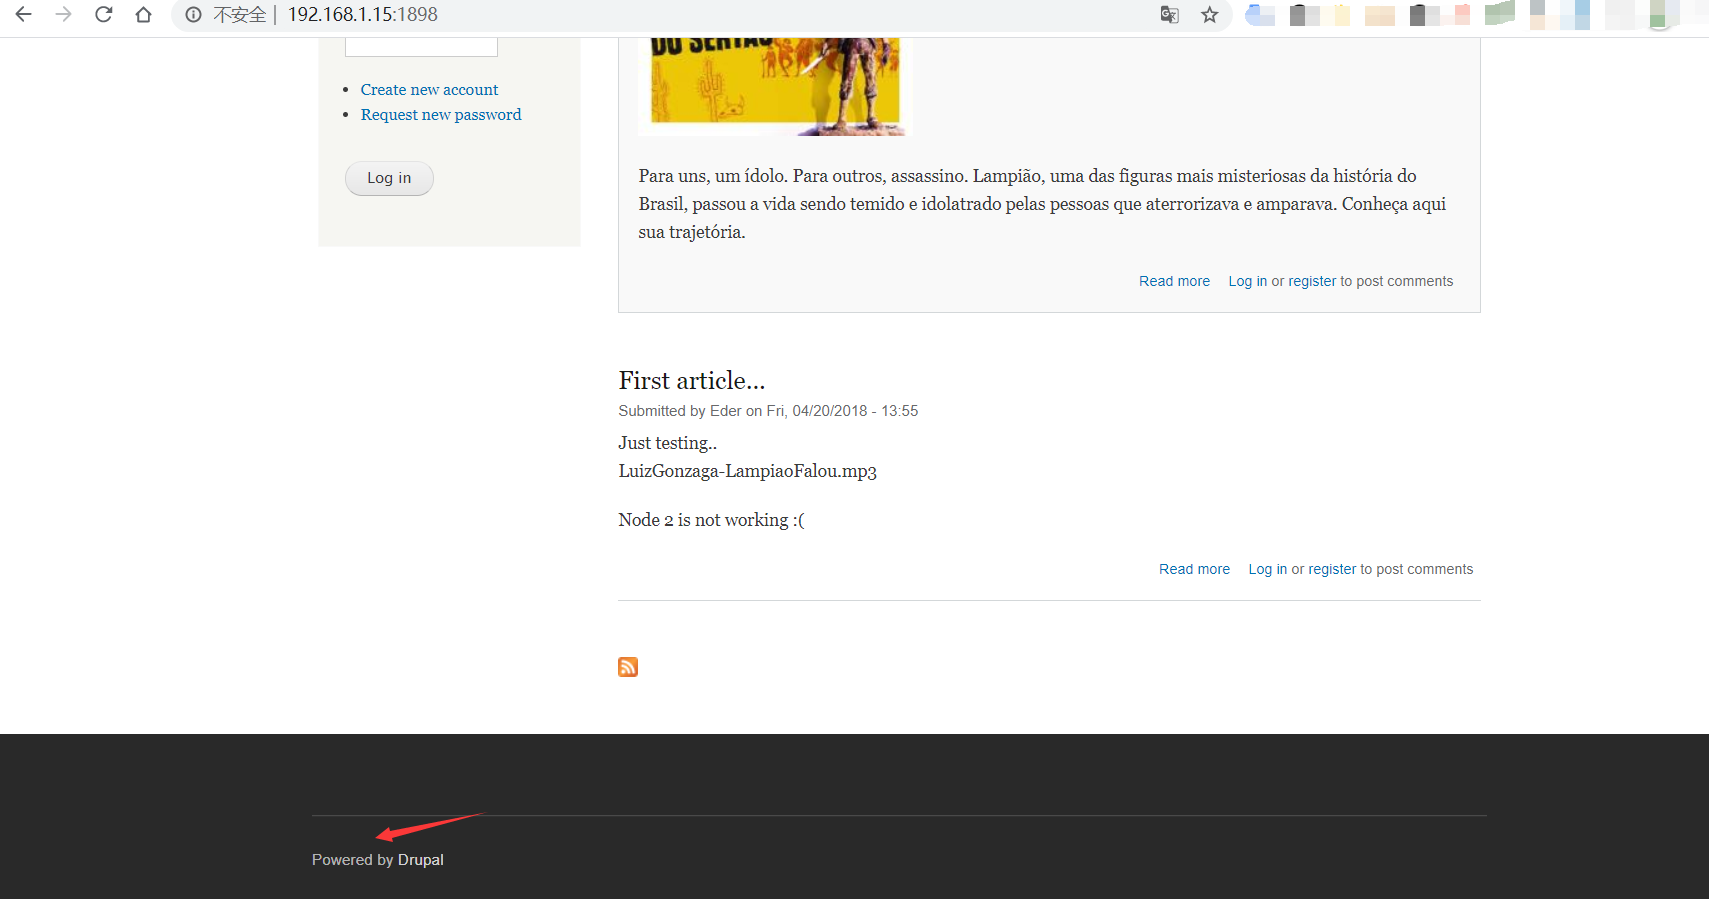 不安全 | 192.168.1.15:1898
DO SERTÃO
Create new account
Request new password
Log in
Para uns, um ídolo. Para outros, assassino. Lampião, uma das figuras mais misteriosas da história do
Brasil, passou a vida sendo temido e idolatrado pelas pessoas que aterrorizava e amparava. Conheça aqui
sua trajetória.
Read more Log in or register to post comments
First article...
Submitted by Eder on Fri, 04/20/2018 - 13:55
Just testing..
LuizGonzaga-LampiaoFalou.mp3
Node 2 is not working :(
Read more Log in or register to post comments
Powered by Drupal